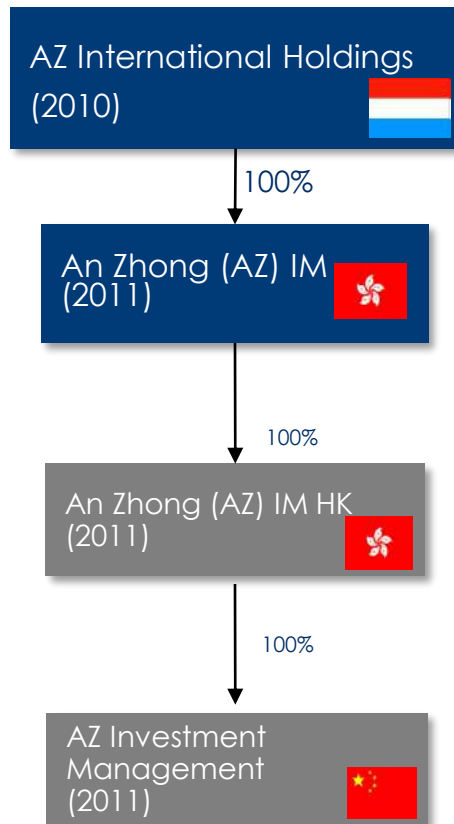 AZ International Holdings
(2010)
100%
An Zhong (AZ) IM
(2011)
100%
An Zhong (AZ) IM HK
(2011)
100%
AZ Investment
Management
(2011)